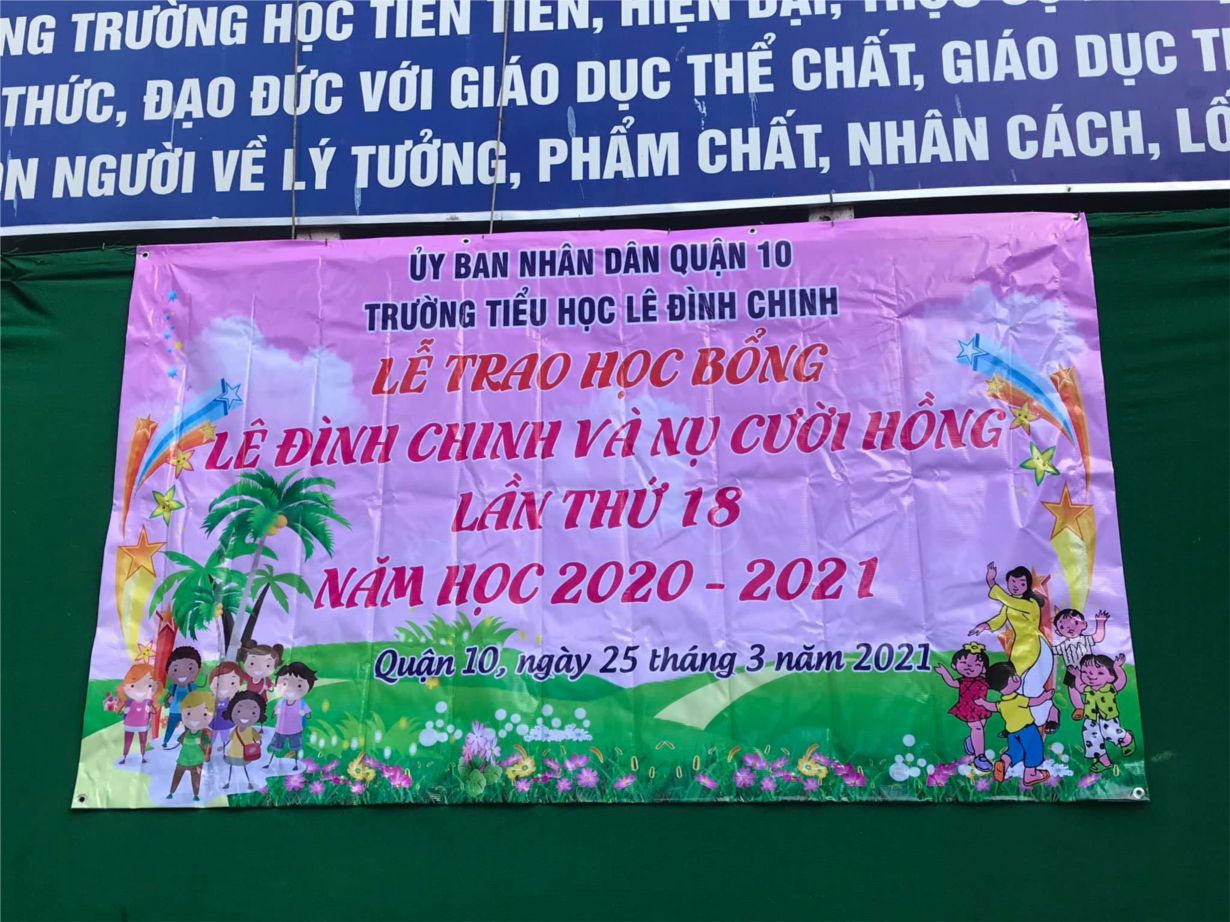 NG TRƯỜNG HỌC TIÊN TIẾN, HIỆN ĐẠI,
THỨC, ĐẠO ĐỨC VỚI GIÁO DỤC THỂ CHẤT, GIÁO DỤC
NGƯỜI VỀ LÝ TƯỞNG, PHẨM CHẤT, NHÂN CÁCH,
ỦY BAN NHÂN DÂN QUẬN 10
TRƯỜNG TIỂU HỌC LÊ ĐÌNH CHINH
LỄ TRAO HỌC BỔNG
LÊ ĐÌNH CHINH VÀ NỤ CƯỜI HỒNG
LẦN THỨ 18
NĂM HỌC 2020 - 2021
Quận 10, ngày 25 tháng 3 năm 2021